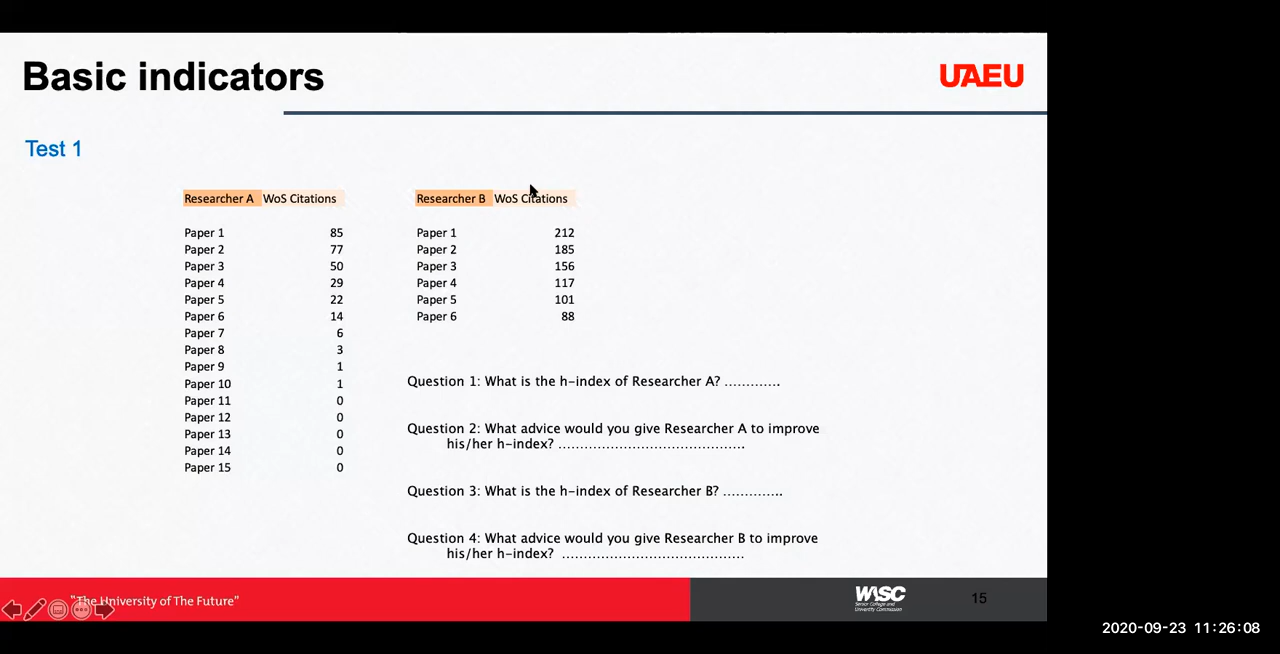 Basic indicators
UAEU
Test 1
Researcher A WoS Citations
Paper 1 85
Paper 2 77
Paper 3 50
Paper 4 29
Paper 5 22
Paper 6 14
Paper 7 6
Paper 8 3
Paper 9 1
Paper 10 1
Paper 11 0
Paper 12 0
Paper 13 0
Paper 14 0
Paper 15 0
Researcher B WoS Citations
Paper 1 212
Paper 2 185
Paper 3 156
Paper 4 117
Paper 5 101
Paper 6 88
Question 1: What is the h-index of Researcher A? .............
Question 2: What advice would you give Researcher A to improve
his/her h-index? ..........................................
Question 3: What is the h-index of Researcher B? ..............
Question 4: What advice would you give Researcher B to improve
his/her h-index? .........................................
"The University of The Future"
WASC
Senior College and
University Commission
15
2020-09-23 11:26:08